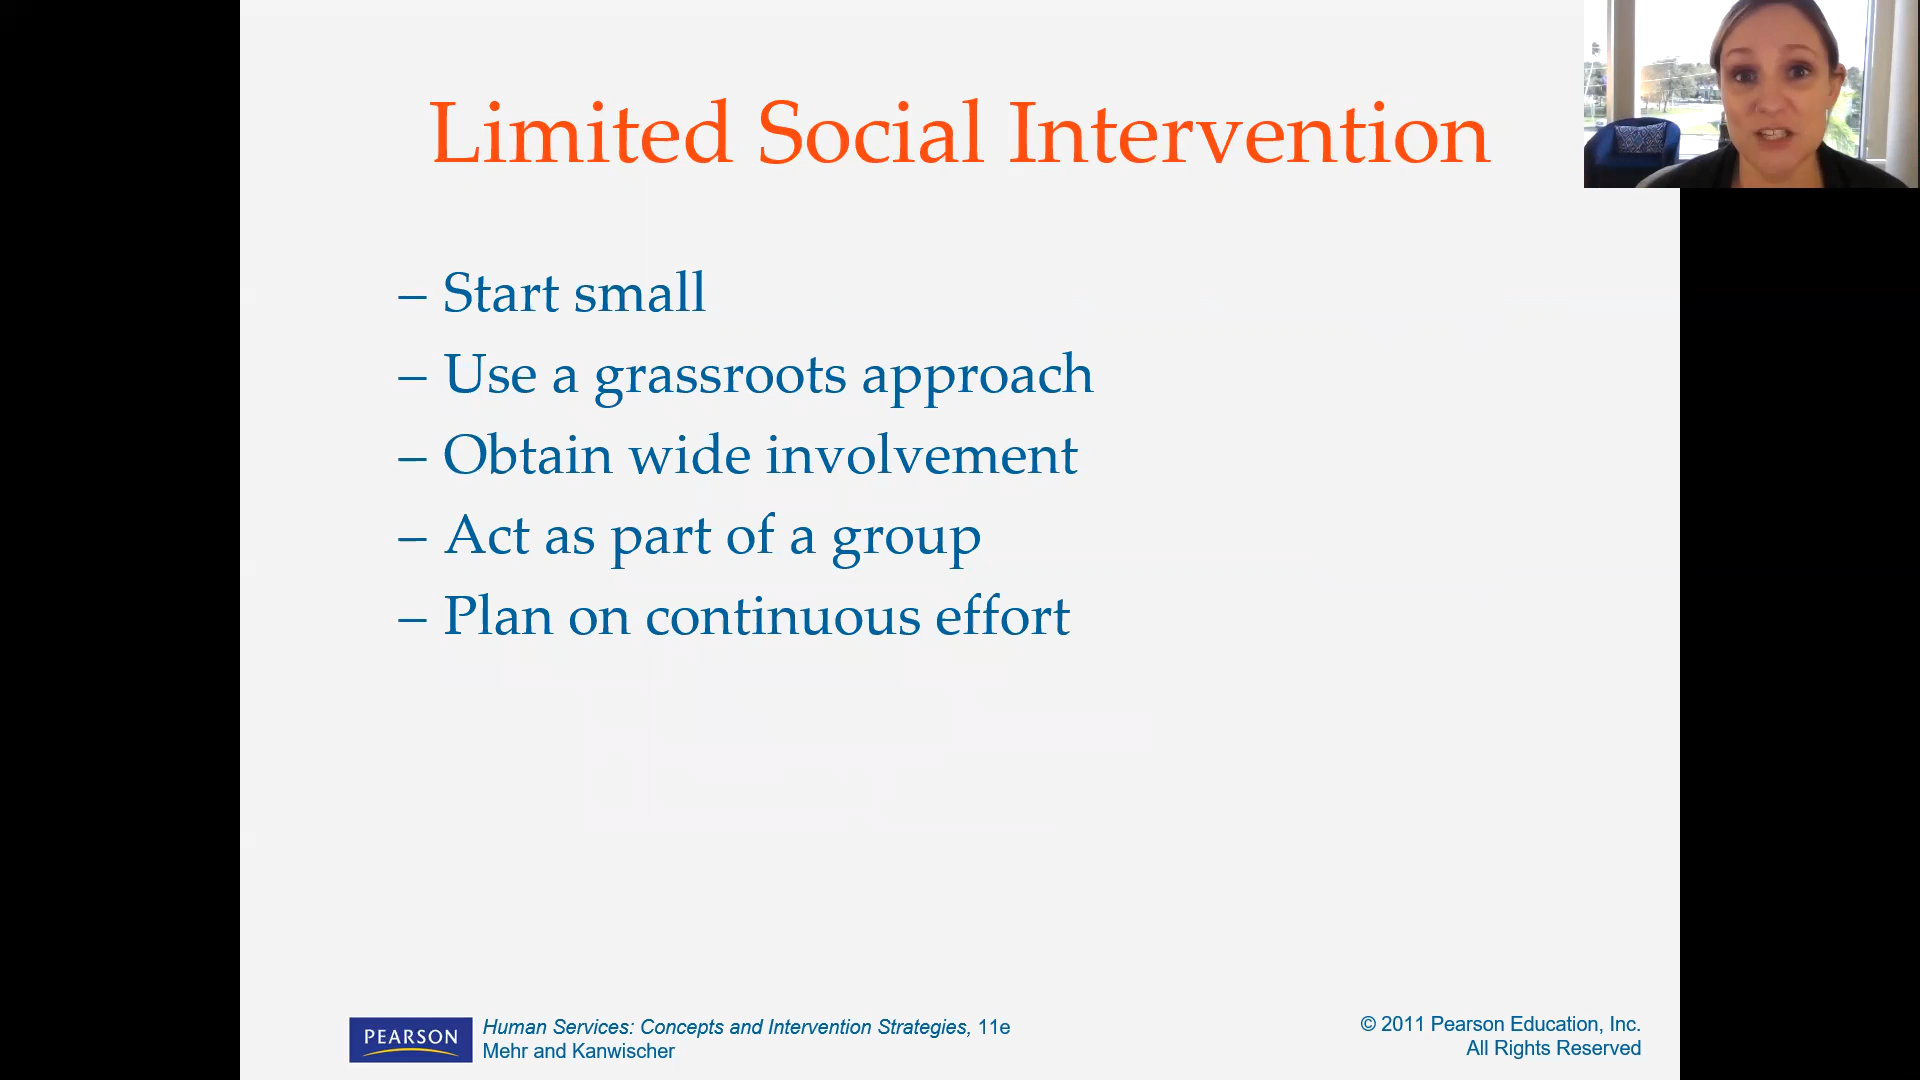 Limited Social Intervention
– Start small
– Use a grassroots approach
– Obtain wide involvement
– Act as part of a group
– Plan on continuous effort
PEARSON
Human Services: Concepts and Intervention Strategies, 11e
Mehr and Kanwischer
© 2011 Pearson Education, Inc.
All Rights Reserved